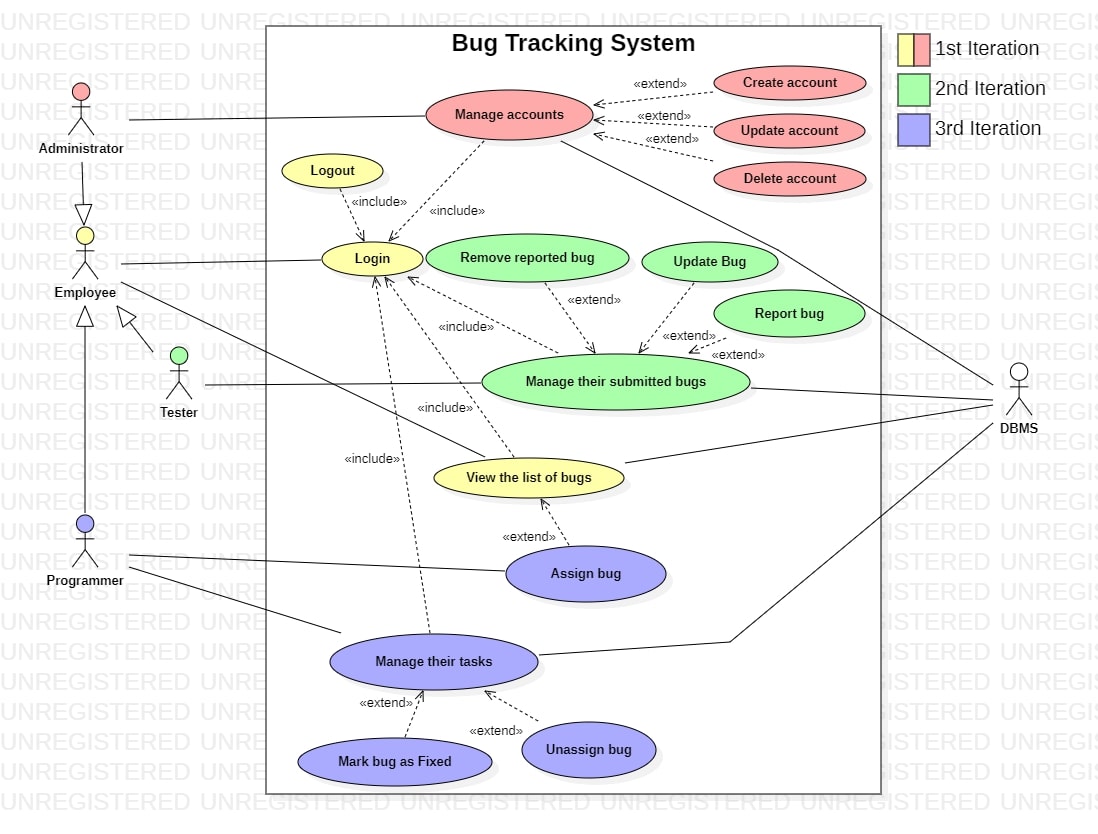 Bug Tracking System
1st Iteration
2nd Iteration
3rd Iteration
Create account
«extend»
Manage accounts
«extend»
Update account
«extend»
Administrator
Logout
Delete account
«include»
«include»
Login
Remove reported bug
Update Bug
Employee
«extend»
Report bug
«include»
«extend»
«extend»
Manage their submitted bugs
Tester
«include»
DBMS
«include»
View the list of bugs
«extend»
Assign bug
Programmer
Manage their tasks
«extend»
«extend»
Unassign bug
Mark bug as Fixed
UNREGISTERED